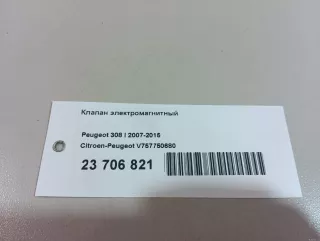 Клапан электромагнитный
Peugeot 308 I 2007-2015
Citroen-Peugeot V757750680
23 706 821